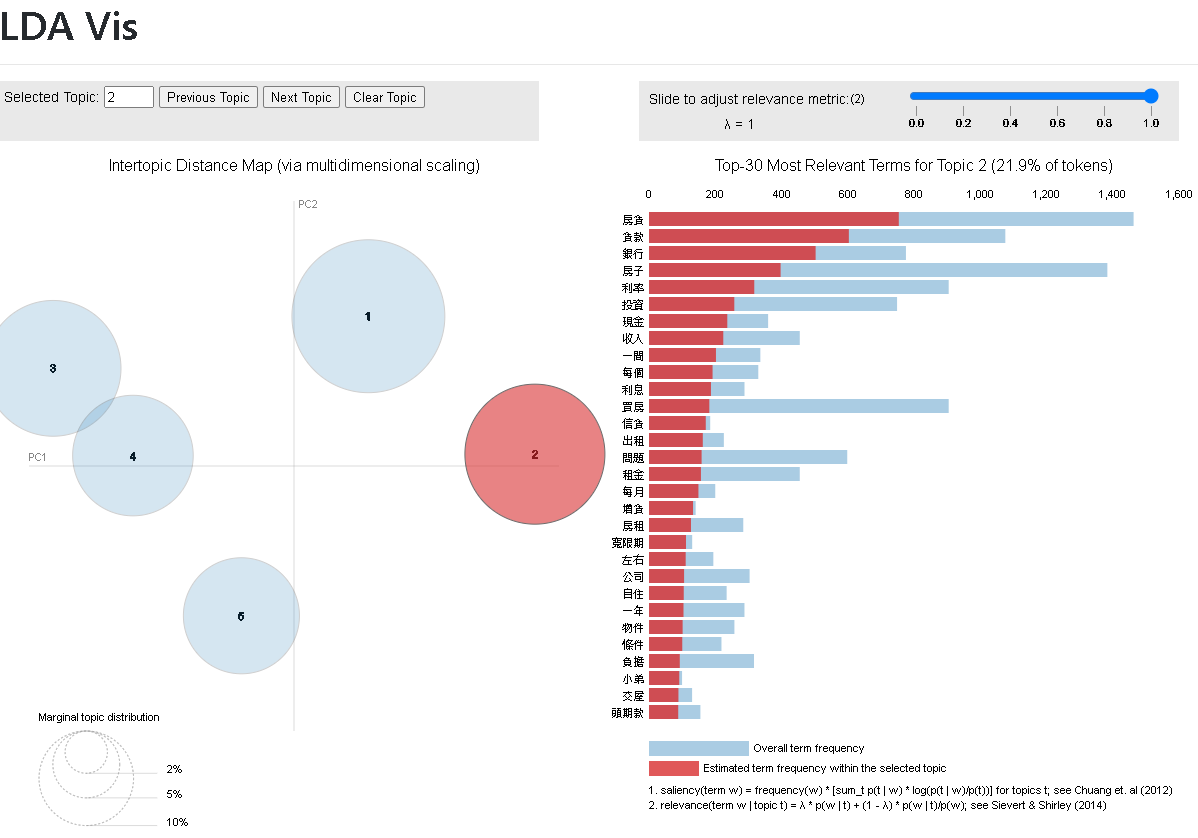 LDA Vis
Selected Topic: 2 Previous Topic Next Topic Clear Topic
Slide to adjust relevance metric:(2)
λ = 1
0.0 0.2 0.4 0.6 0.8 1.0
Intertopic Distance Map (via multidimensional scaling)
PC2
PC1
1
2
3
4
5
Marginal topic distribution
2%
5%
10%
Top-30 Most Relevant Terms for Topic 2 (21.9% of tokens)
0 200 400 600 800 1,000 1,200 1,400 1,600
房貸
貸款
銀行
房子
利率
投資
現金
收入
一間
每個
利息
買房
信貸
出租
問題
租金
每月
增貸
房租
寬限期
左右
公司
自住
一年
物件
條件
負擔
小弟
交屋
頭期款
Overall term frequency
Estimated term frequency within the selected topic
1. saliency(term w) = frequency(w) * [sum_t p(t | w) * log(p(t | w)/p(t))] for topics t; see Chuang et. al (2012)
2. relevance(term w | topic t) = λ * p(w | t) + (1 - λ) * p(w | t)/p(w); see Sievert & Shirley (2014)